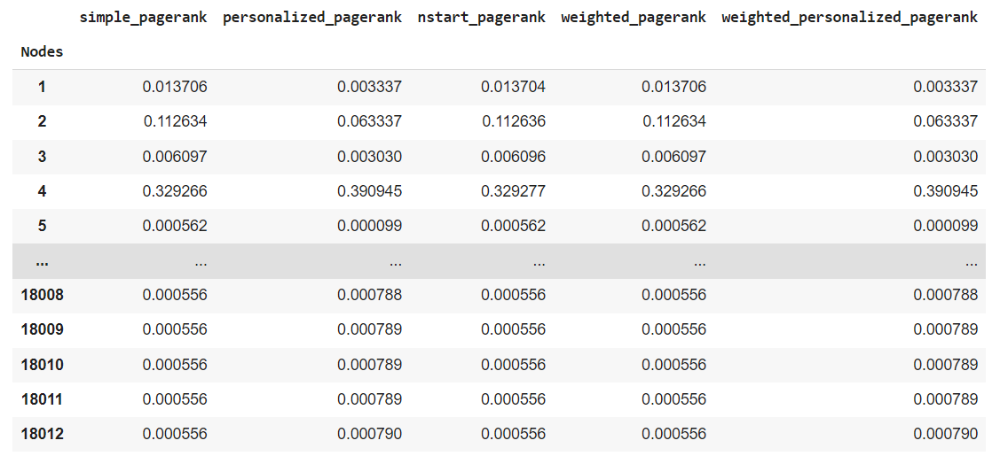 simple_pagerank personalized_pagerank nstart_pagerank weighted_pagerank weighted_personalized_pagerank
Nodes
1 0.013706 0.003337 0.013704 0.013706 0.003337
2 0.112634 0.063337 0.112636 0.112634 0.063337
3 0.006097 0.003030 0.006096 0.006097 0.003030
4 0.329266 0.390945 0.329277 0.329266 0.390945
5 0.000562 0.000099 0.000562 0.000562 0.000099
... ... ... ... ... ...
18008 0.000556 0.000788 0.000556 0.000556 0.000788
18009 0.000556 0.000789 0.000556 0.000556 0.000789
18010 0.000556 0.000789 0.000556 0.000556 0.000789
18011 0.000556 0.000789 0.000556 0.000556 0.000789
18012 0.000556 0.000790 0.000556 0.000556 0.000790